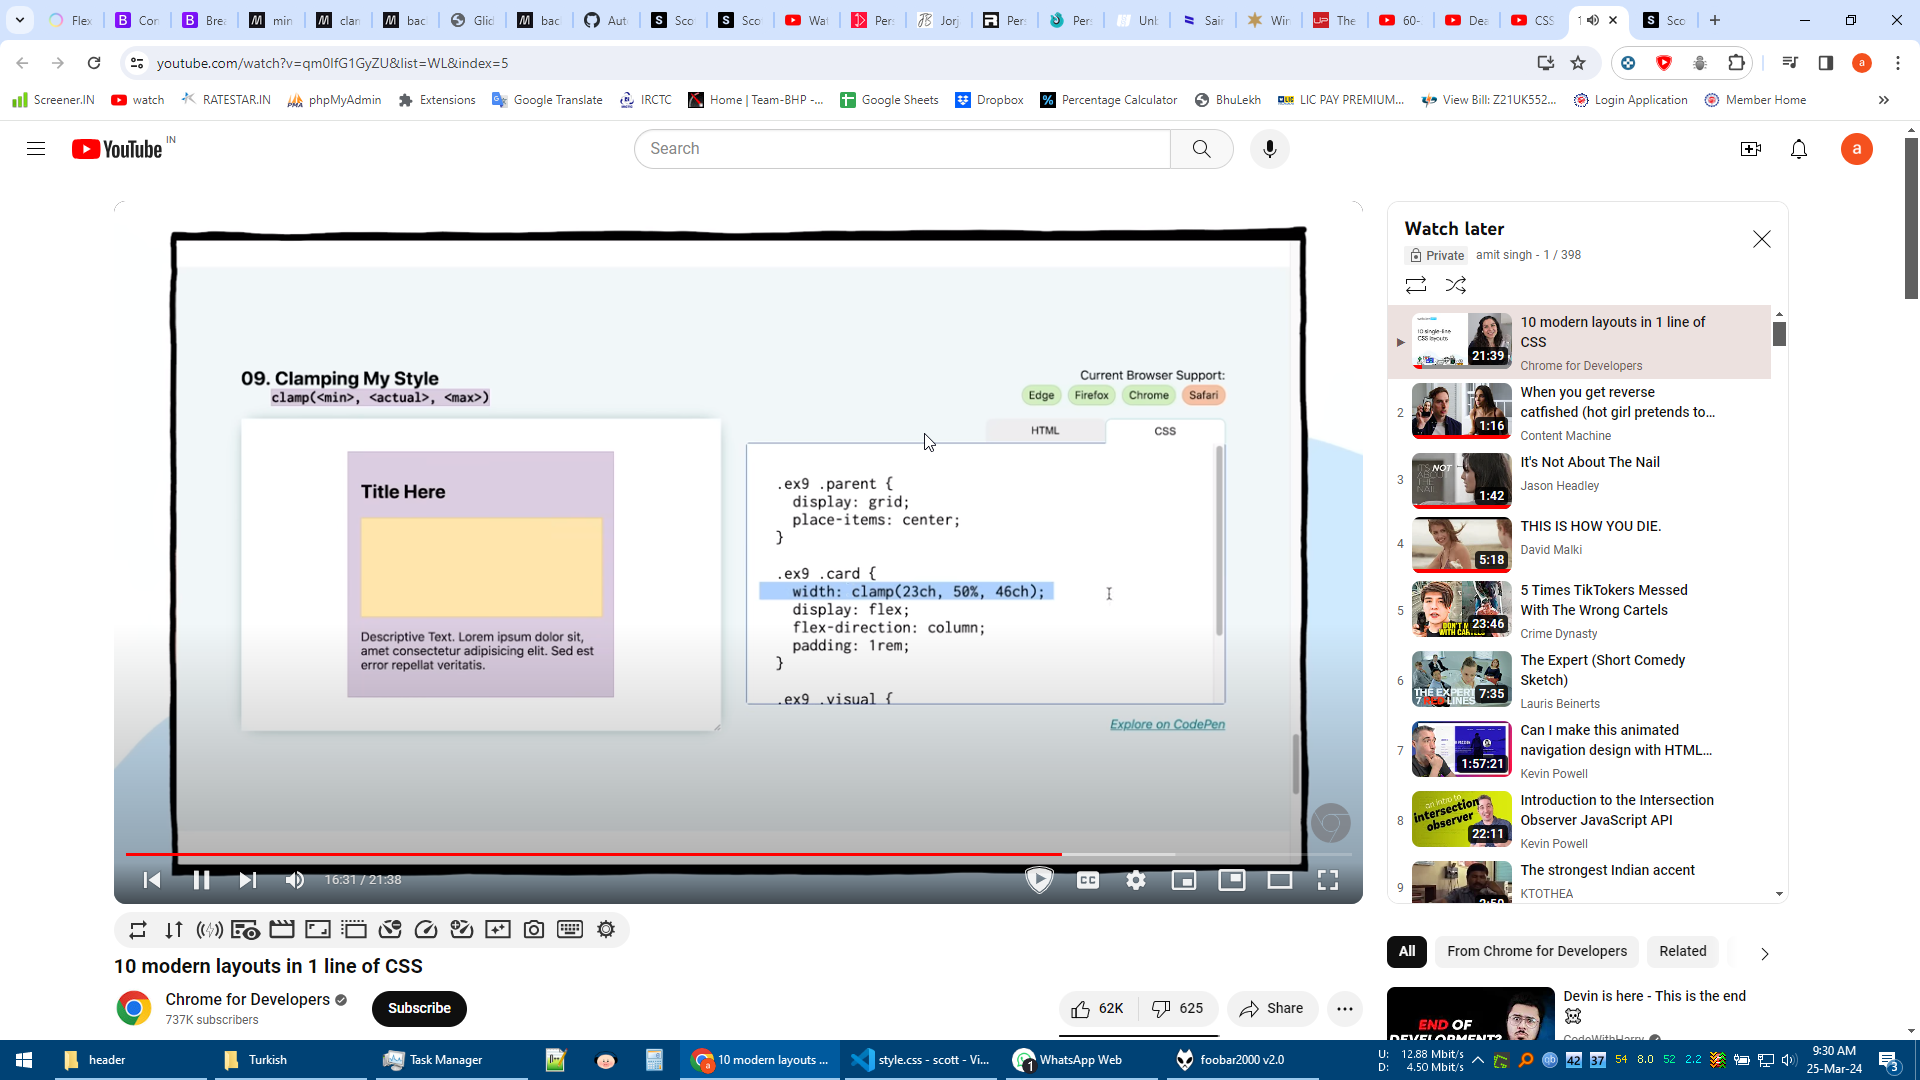 Flex
Con
Brea
min
clan
back
Glid
back
Auto
Sco
Sco
Wat
Pers
Jorj
Pers
Pers
Unb
Sain
Win
The
60-
Dea
CSS
1
Sco
youtube.com/watch?v=qm0IfG1GyZU&list=WL&index=5
Screener.IN
watch
RATESTAR.IN
phpMyAdmin
Extensions
Google Translate
IRCTC
Home | Team-BHP -...
Google Sheets
Dropbox
Percentage Calculator
BhuLekh
LIC PAY PREMIUM...
View Bill: Z21UK552...
Login Application
Member Home
YouTube IN
Search
a
09. Clamping My Style
clamp(<min>, <actual>, <max>)
Current Browser Support:
Edge Firefox Chrome Safari
HTML CSS
Title Here
Descriptive Text. Lorem ipsum dolor sit,
amet consectetur adipisicing elit. Sed est
error repellat veritatis.
.ex9 .parent {
display: grid;
place-items: center;
}
.ex9 .card {
width: clamp(23ch, 50%, 46ch);
display: flex;
flex-direction: column;
padding: 1rem;
}
.ex9 .visual {
Explore on CodePen
16:31 / 21:38
10 modern layouts in 1 line of CSS
Chrome for Developers
737K subscribers
Subscribe
62K
625
Share
Watch later
Private amit singh - 1 / 398
21:39
10 modern layouts in 1 line of
CSS
Chrome for Developers
2
1:16
When you get reverse
catfished (hot girl pretends to...
Content Machine
3
1:42
It's Not About The Nail
Jason Headley
4
5:18
THIS IS HOW YOU DIE.
David Malki
5
23:46
5 Times TikTokers Messed
With The Wrong Cartels
Crime Dynasty
6
7:35
The Expert (Short Comedy
Sketch)
Lauris Beinerts
7
1:57:21
Can I make this animated
navigation design with HTML...
Kevin Powell
8
intersection
observer
22:11
Introduction to the Intersection
Observer JavaScript API
Kevin Powell
9
The strongest Indian accent
KTOTHEA
All
From Chrome for Developers
Related
END OF
Devin is here - This is the end
CodeWithHarry
header
Turkish
Task Manager
10 modern layouts ...
style.css - scott - Vi...
WhatsApp Web
foobar2000 v2.0
U: 12.88 Mbit/s
D: 4.50 Mbit/s
42 37 54 8.0 52 2.2
9:30 AM
25-Mar-24
3